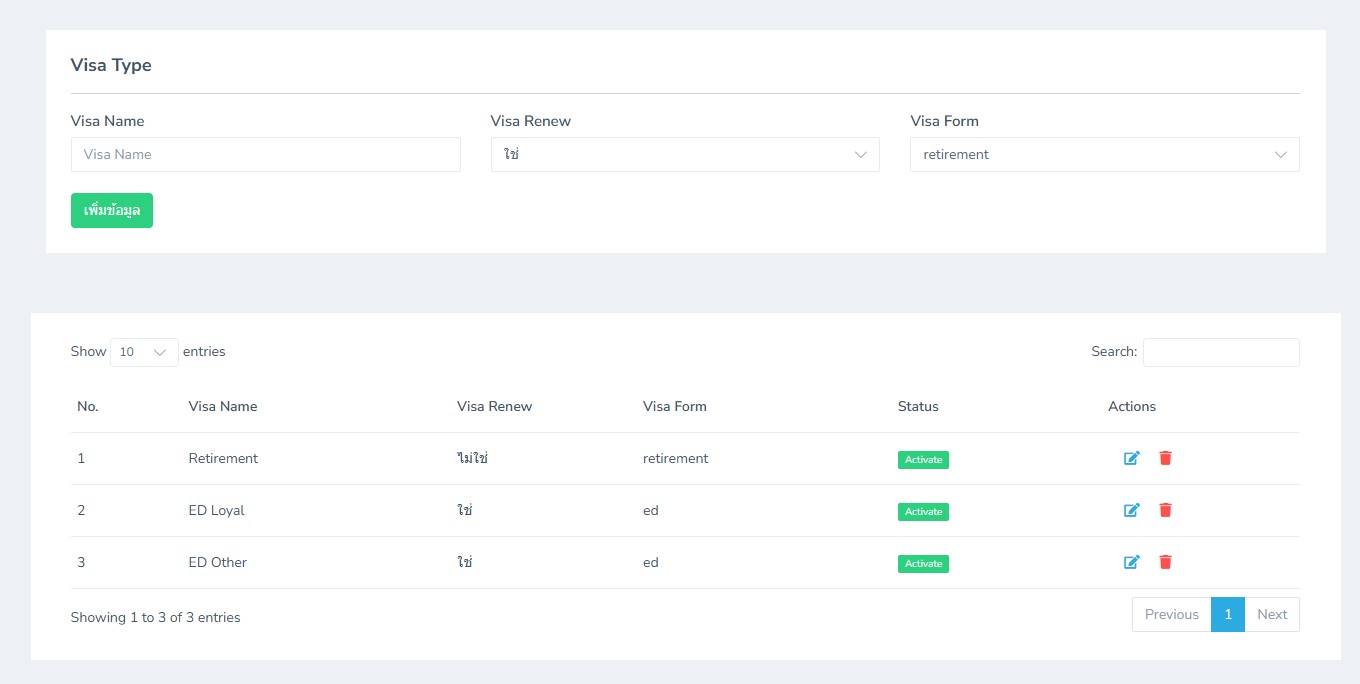 Visa Type
Visa Name Visa Renew Visa Form
Visa Name ใช่ retirement
เพิ่มข้อมูล
Show 10 entries Search:
No. Visa Name Visa Renew Visa Form Status Actions
1 Retirement ไม่ใช่ retirement Activate
2 ED Loyal ใช่ ed Activate
3 ED Other ใช่ ed Activate
Showing 1 to 3 of 3 entries Previous 1 Next